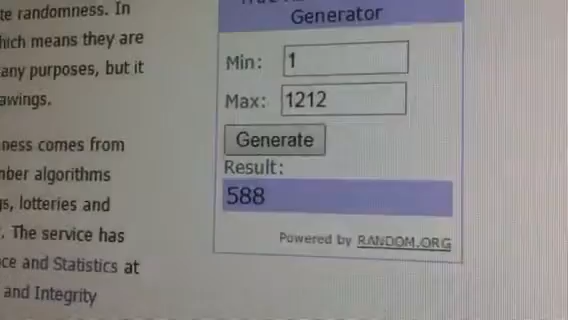 te randomness. In
hich means they are
any purposes, but it
awings.
ness comes from
nber algorithms
gs, lotteries and
. The service has
ce and Statistics at
and Integrity
Generator
Min: 1
Max: 1212
Generate
Result:
588
Powered by RANDOM.ORG